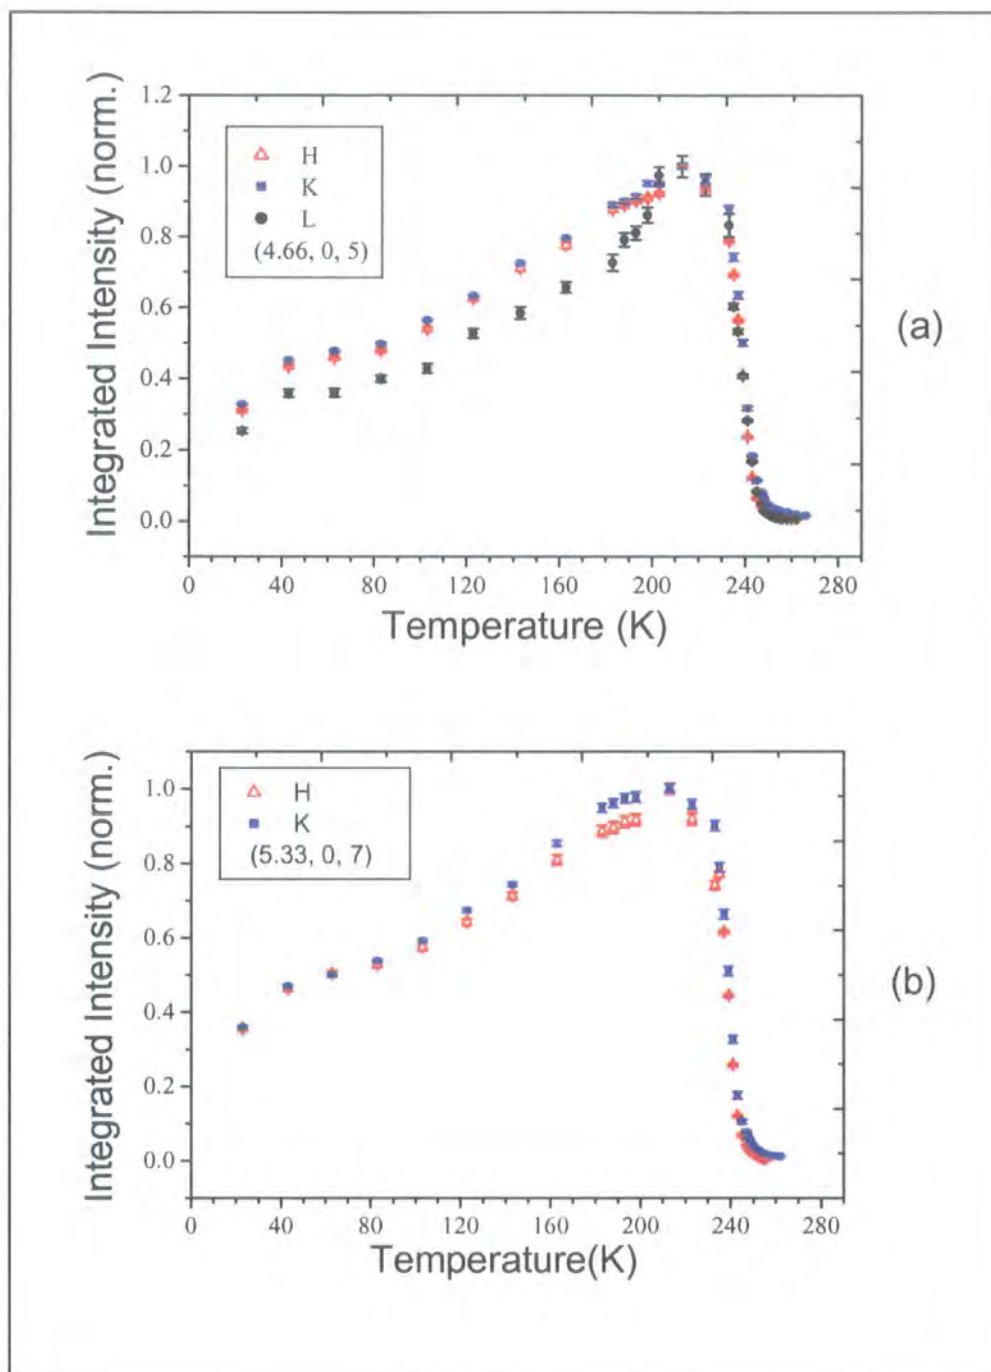 1.2
1.0
0.8
0.6
0.4
0.2
0.0
Integrated Intensity (norm.)
H
K
L
(4.66, 0, 5)
0 40 80 120 160 200 240 280
Temperature (K)
(a)
1.0
0.8
0.6
0.4
0.2
0.0
Integrated Intensity (norm.)
H
K
(5.33, 0, 7)
0 40 80 120 160 200 240 280
Temperature(K)
(b)